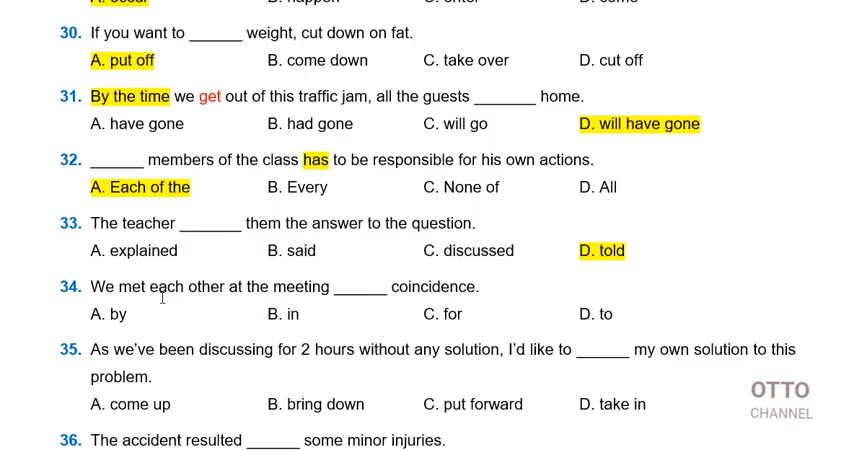 A. occur B. happen C. enter D. come
30. If you want to ______ weight, cut down on fat.
A. put off B. come down C. take over D. cut off
31. By the time we get out of this traffic jam, all the guests _______ home.
A. have gone B. had gone C. will go D. will have gone
32. ______ members of the class has to be responsible for his own actions.
A. Each of the B. Every C. None of D. All
33. The teacher _______ them the answer to the question.
A. explained B. said C. discussed D. told
34. We met each other at the meeting ______ coincidence.
A. by B. in C. for D. to
35. As we've been discussing for 2 hours without any solution, I'd like to ______ my own solution to this
problem.
A. come up B. bring down C. put forward D. take in
OTTO
CHANNEL
36. The accident resulted ______ some minor injuries.